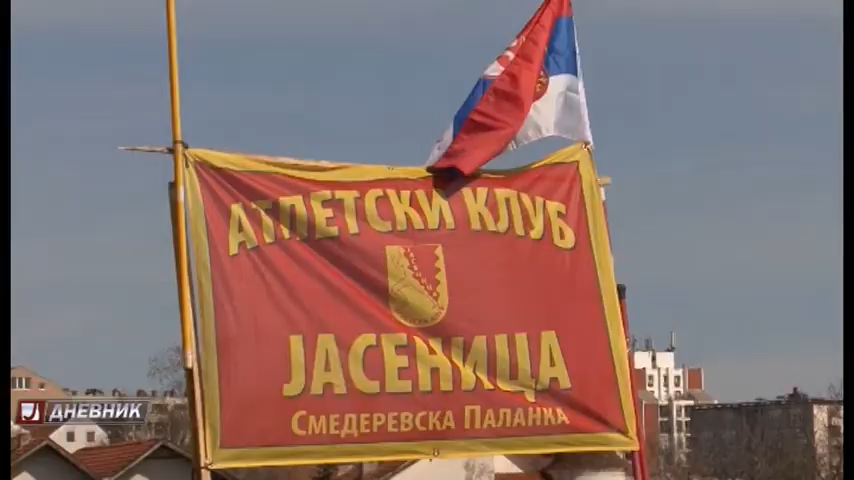 АТЛЕТСКИ КЛУБ
ЈАСЕНИЦА
СМЕДЕРЕВСКА ПАЛАНКА
ДНЕВНИК